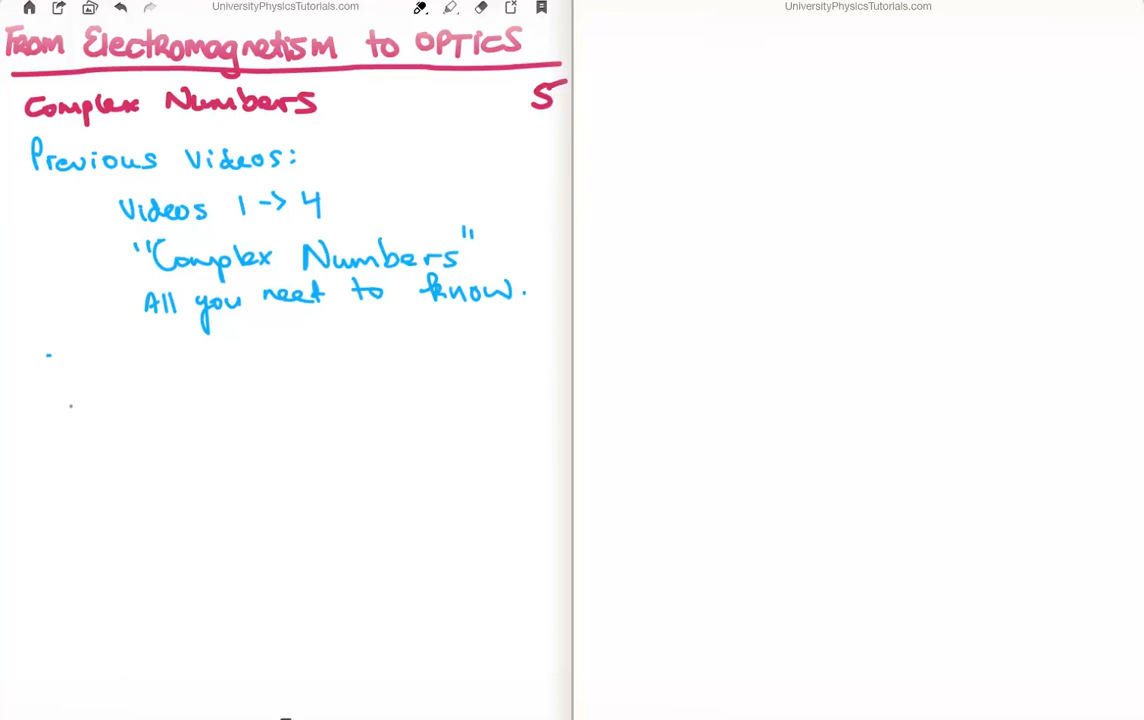 UniversityPhysicsTutorials.com
From Electromagnetism to OPTICS
Complex Numbers 5
Previous Videos:
Videos 1 -> 4
"Complex Numbers"
All you need to know.
UniversityPhysicsTutorials.com